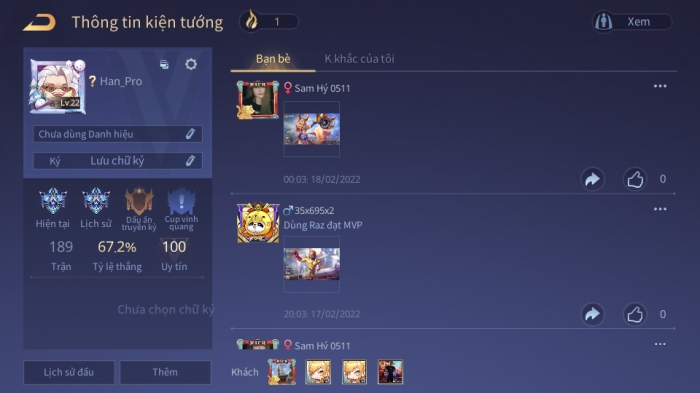 Thông tin kiện tướng
1
Xem
Han_Pro
Lv.22
Chưa dùng Danh hiệu
Ký Lưu chữ ký
Hiện tại
Lịch sử
Dấu ấn truyền kỳ
Cup vinh quang
189
67.2%
100
Trận
Tỷ lệ thắng
Uy tín
Chưa chọn chữ ký
Lịch sử đấu
Thêm
Bạn bè
K.khắc của tôi
Sam Hý 0511
00:03: 18/02/2022
0
35x695x2
Dùng Raz đạt MVP
20:03: 17/02/2022
0
Sam Hý 0511
Khách